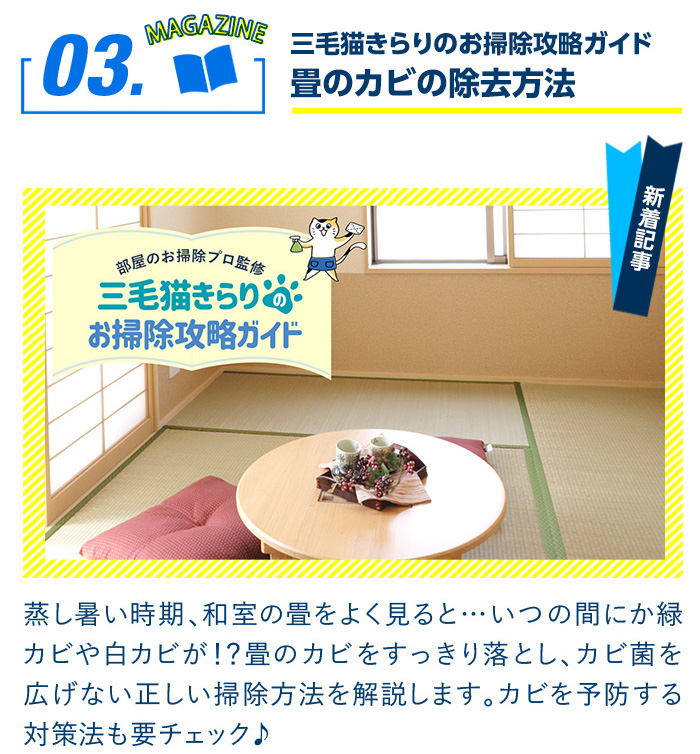 03.
MAGAZINE
三毛猫きらりのお掃除攻略ガイド
畳のカビの除去方法
新着記事
部屋のお掃除プロ監修
三毛猫きらりの
お掃除攻略ガイド
蒸し暑い時期、和室の畳をよく見ると…いつの間にか緑
カビや白カビが!?畳のカビをすっきり落とし、カビ菌を
広げない正しい掃除方法を解説します。カビを予防する
対策法も要チェック♪